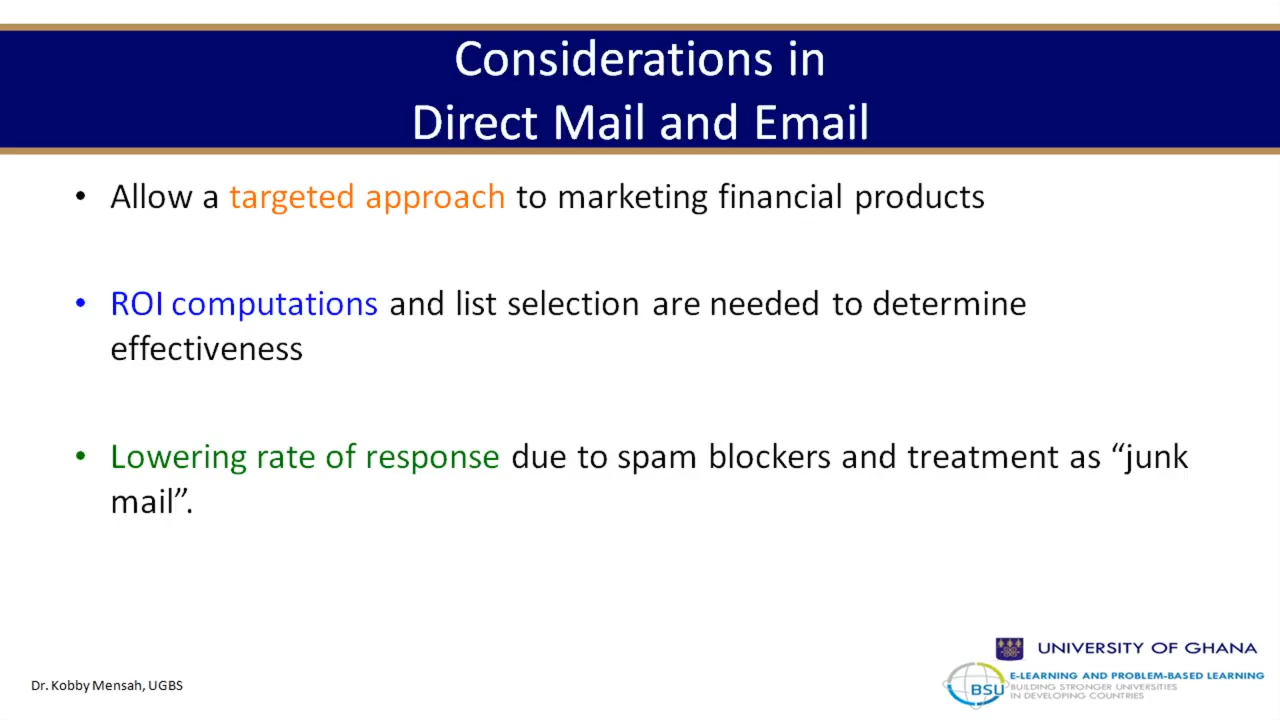 Considerations in
Direct Mail and Email
• Allow a targeted approach to marketing financial products
• ROI computations and list selection are needed to determine
effectiveness
• Lowering rate of response due to spam blockers and treatment as “junk
mail”.
UNIVERSITY OF GHANA
Dr. Kobby Mensah, UGBS
BSU
E-LEARNING AND PROBLEM-BASED LEARNING
BUILDING STRONGER UNIVERSITIES
IN DEVELOPING COUNTRIES